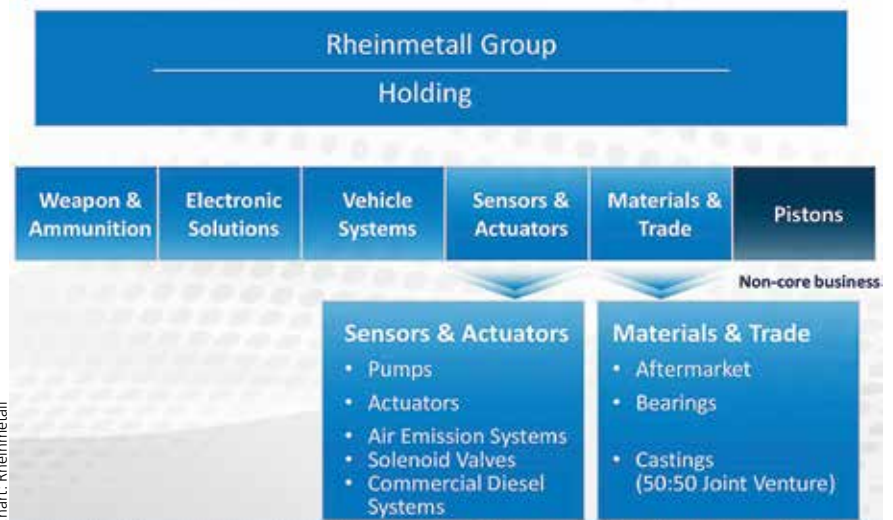 Rheinmetall Group
Holding
Weapon &
Ammunition
Electronic
Solutions
Vehicle
Systems
Sensors &
Actuators
Materials &
Trade
Pistons
Non-core business
Sensors & Actuators
• Pumps
• Actuators
• Air Emission Systems
• Solenoid Valves
• Commercial Diesel
Systems
Materials & Trade
• Aftermarket
• Bearings
• Castings
(50:50 Joint Venture)
Rheinmetall